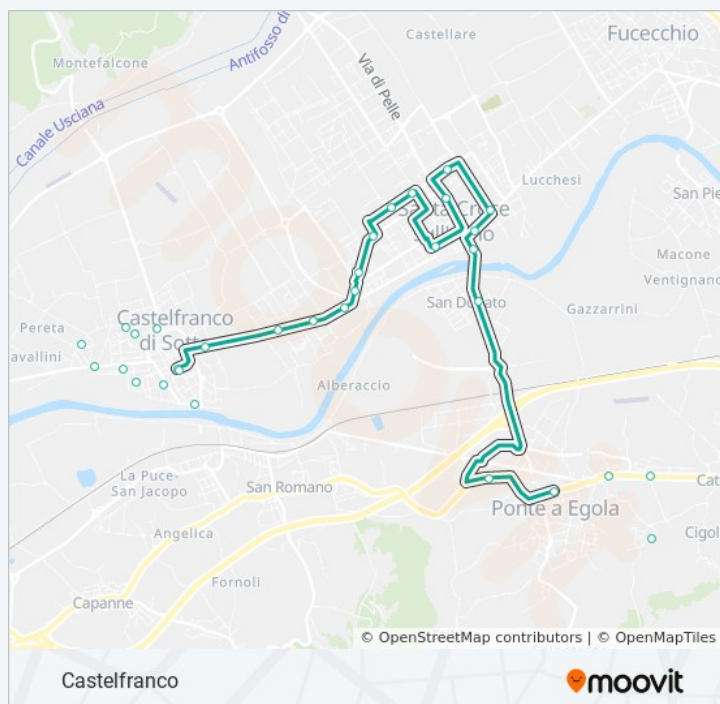 Castellare
Fucecchio
Montefalcone
Antifosso di
Via di Pelle
Canale Usciana
Lucchesi
San Pie
Santa Croce
sull'Arno
Macone
Ventignano
San Donato
Gazzarrini
Castelfranco
di Sotto
Pereta
avallini
Alberaccio
La Puce-
San Jacopo
San Romano
Cat
Ponte a Egola
Angelica
Cigol
Fornoli
Capanne
© OpenStreetMap contributors | © OpenMapTiles
Castelfranco
moovit